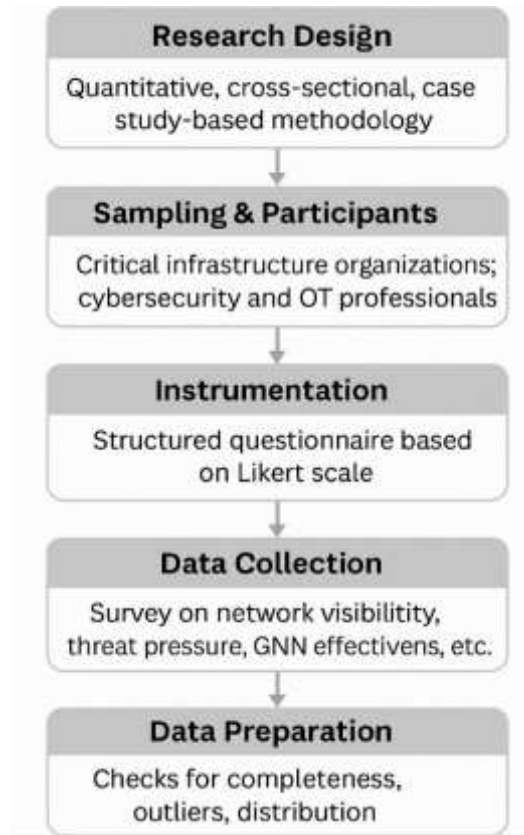 Research Design
Quantitative, cross-sectional, case
study-based methodology
Sampling & Participants
Critical infrastructure organizations;
cybersecurity and OT professionals
Instrumentation
Structured questionnaire based
on Likert scale
Data Collection
Survey on network visibilitity,
threat pressure, GNN effectivens, etc.
Data Preparation
Checks for completeness,
outliers, distribution